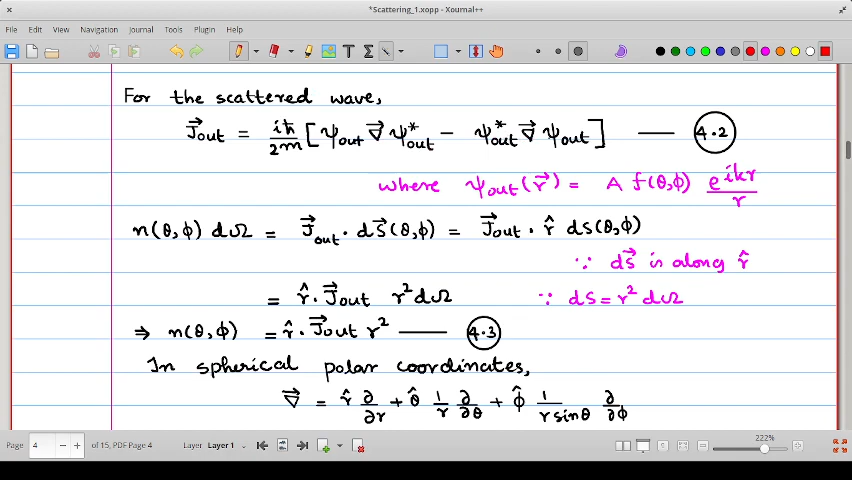 *Scattering_1.xopp - Xournal++
File Edit View Navigation Journal Tools Plugin Help
For the scattered wave,
J⃗out = iħ/2m [ψout ∇⃗ ψ*out − ψ*out ∇⃗ ψout] —— 4.2
where ψout(r⃗) = A f(θ,ϕ) e^{ikr}/r
n(θ,ϕ) dΩ = J⃗out · dS⃗(θ,ϕ) = J⃗out · r̂ ds(θ,ϕ)
∵ ds⃗ is along r̂
= r̂ · J⃗out r² dΩ ∵ ds = r² dΩ
⇒ n(θ,ϕ) = r̂ · J⃗out r² —— 4.3
In spherical polar coordinates,
∇⃗ = r̂ ∂/∂r + θ̂ 1/r ∂/∂θ + ϕ̂ 1/(r sinθ) ∂/∂ϕ
Page 4 of 15, PDF Page 4 Layer Layer 1 222%